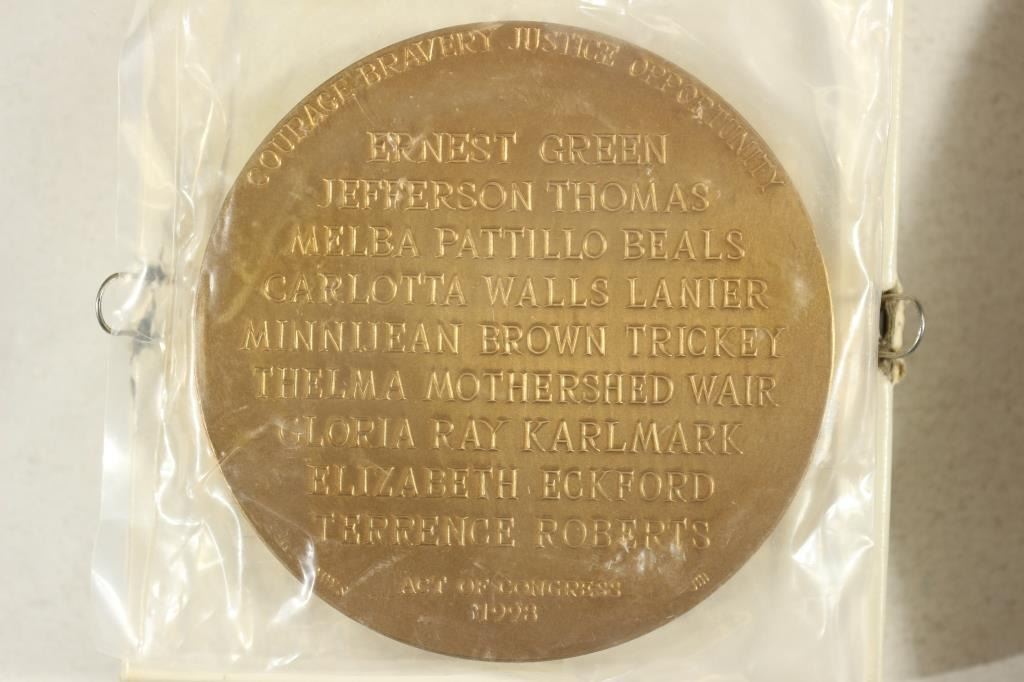 COURAGE BRAVERY JUSTICE OPPORTUNITY
ERNEST GREEN
JEFFERSON THOMAS
MELBA PATTILLO BEALS
CARLOTTA WALLS LANIER
MINNIJEAN BROWN TRICKEY
THELMA MOTHERSHED WAIR
GLORIA RAY KARLMARK
ELIZABETH ECKFORD
TERRENCE ROBERTS
ACT OF CONGRESS
1998